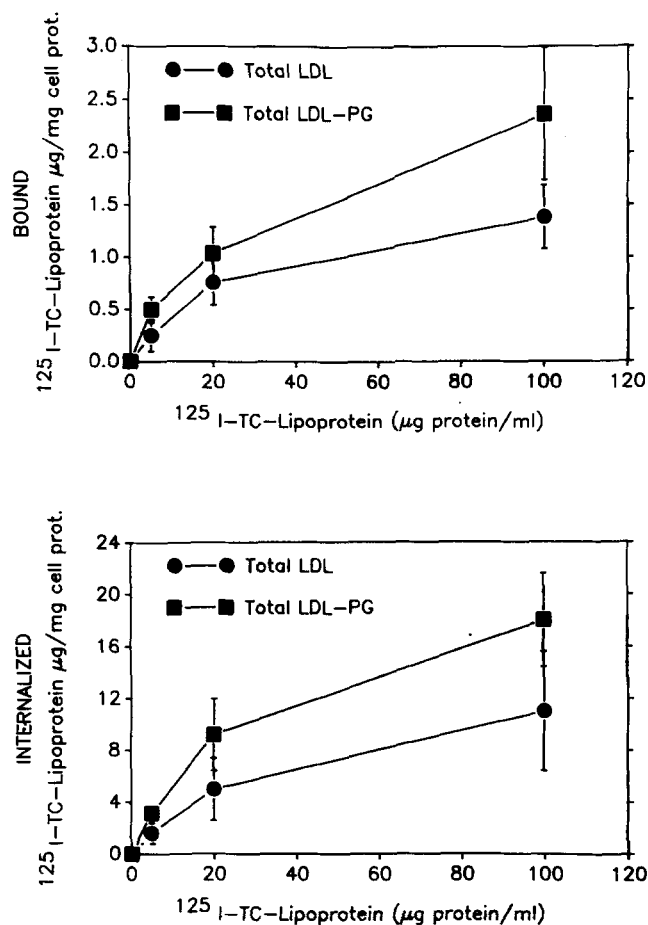 3.0
Total LDL
2.5
Total LDL-PG
2.0
1.5
1.0
0.5
0.0
BOUND
125 I-TC-Lipoprotein μg/mg cell prot.
0 20 40 60 80 100 120
125 I-TC-Lipoprotein (μg protein/ml)
24
Total LDL
20
Total LDL-PG
16
12
8
4
0
INTERNALIZED
125 I-TC-Lipoprotein μg/mg cell prot.
0 20 40 60 80 100 120
125 I-TC-Lipoprotein (μg protein/ml)